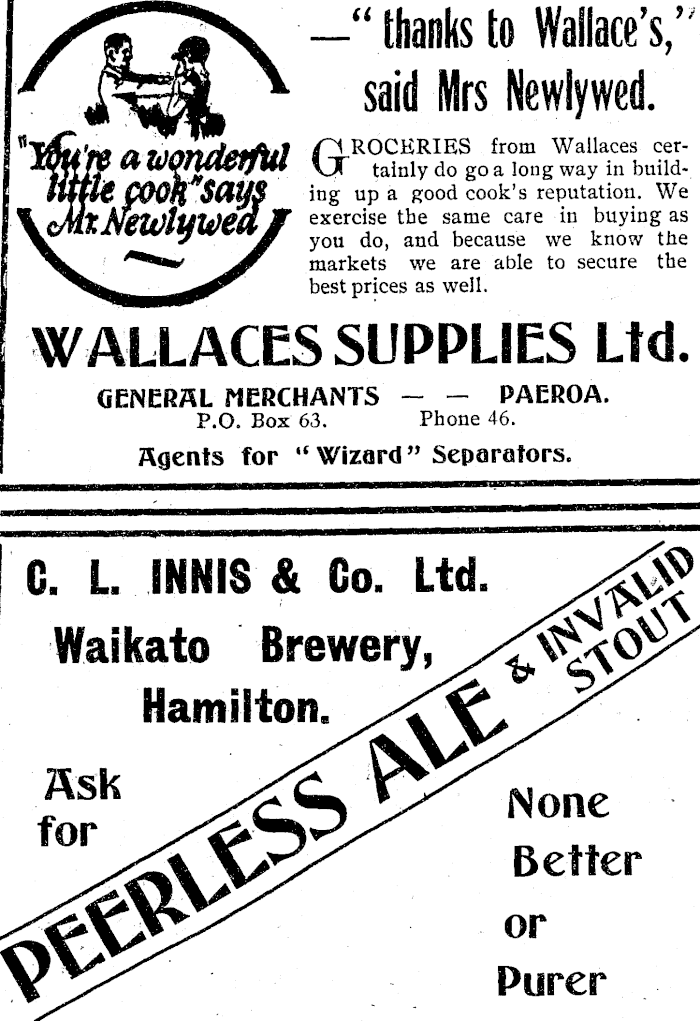 "You're a wonderful
little cook" says
Mr. Newlywed
—“ thanks to Wallace's,”
said Mrs Newlywed.
GROCERIES from Wallaces cer-
tainly do go a long way in build-
ing up a good cook's reputation. We
exercise the same care in buying as
you do, and because we know the
markets we are able to secure the
best prices as well.
WALLACES SUPPLIES Ltd.
GENERAL MERCHANTS — — PAEROA.
P.O. Box 63. Phone 46.
Agents for “ Wizard ” Separators.
C. L. INNIS & Co. Ltd.
Waikato Brewery,
Hamilton.
Ask
for
PEERLESS ALE & INVALID
STOUT
None
Better
or
Purer